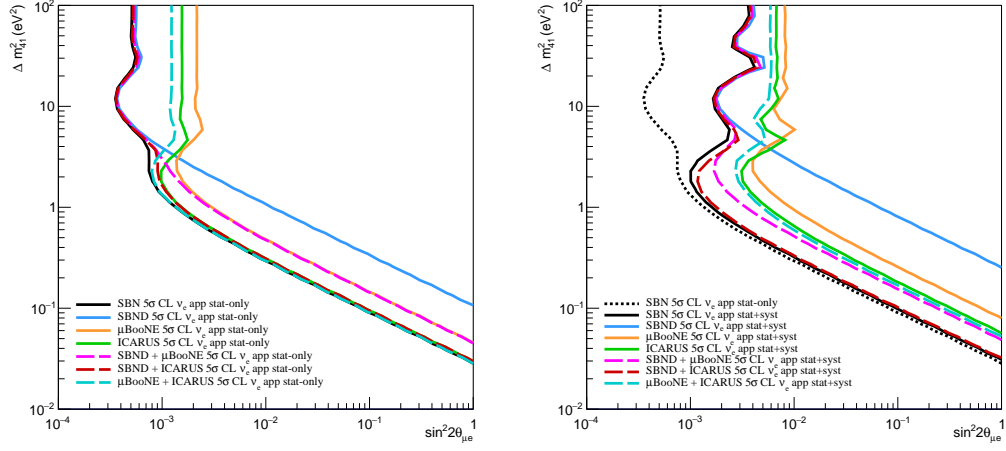 Δ m²₄₁ (eV²)
10²
10
1
10⁻¹
10⁻²
SBN 5σ CL νₑ app stat-only
SBND 5σ CL νₑ app stat-only
μBooNE 5σ CL νₑ app stat-only
ICARUS 5σ CL νₑ app stat-only
SBND + μBooNE 5σ CL νₑ app stat-only
SBND + ICARUS 5σ CL νₑ app stat-only
μBooNE + ICARUS 5σ CL νₑ app stat-only
10⁻⁴ 10⁻³ 10⁻² 10⁻¹ 1
sin²2θμe
Δ m²₄₁ (eV²)
10²
10
1
10⁻¹
10⁻²
SBN 5σ CL νₑ app stat-only
SBN 5σ CL νₑ app stat+syst
SBND 5σ CL νₑ app stat+syst
μBooNE 5σ CL νₑ app stat+syst
ICARUS 5σ CL νₑ app stat+syst
SBND + μBooNE 5σ CL νₑ app stat+syst
SBND + ICARUS 5σ CL νₑ app stat+syst
μBooNE + ICARUS 5σ CL νₑ app stat+syst
10⁻⁴ 10⁻³ 10⁻² 10⁻¹ 1
sin²2θμe